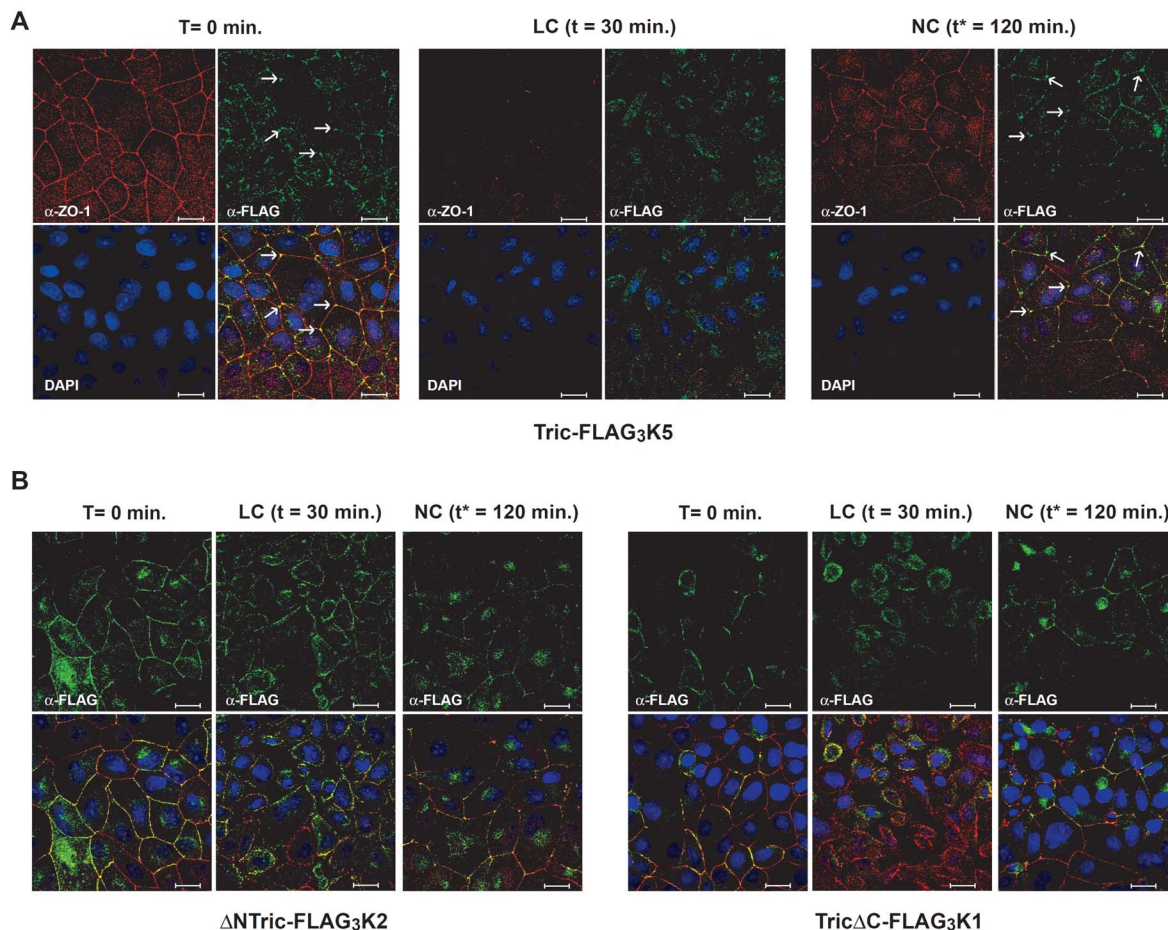 A
T= 0 min.
LC (t = 30 min.)
NC (t* = 120 min.)
α-ZO-1
α-FLAG
α-ZO-1
α-FLAG
α-ZO-1
α-FLAG
DAPI
DAPI
DAPI
Tric-FLAG₃K5
B
T= 0 min.
LC (t = 30 min.)
NC (t* = 120 min.)
T= 0 min.
LC (t = 30 min.)
NC (t* = 120 min.)
α-FLAG
α-FLAG
α-FLAG
α-FLAG
α-FLAG
α-FLAG
ΔNTric-FLAG₃K2
TricΔC-FLAG₃K1